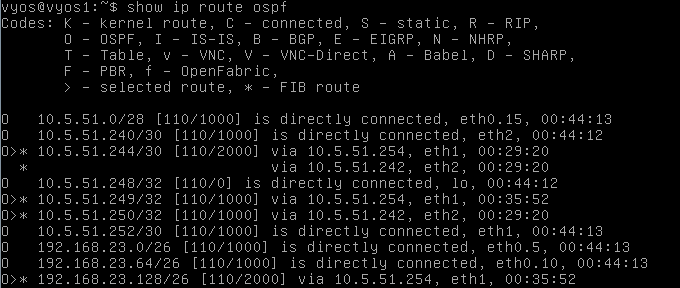 vyos@vyos1:~$ show ip route ospf
Codes: K - kernel route, C - connected, S - static, R - RIP,
       O - OSPF, I - IS-IS, B - BGP, E - EIGRP, N - NHRP,
       T - Table, v - VNC, V - VNC-Direct, A - Babel, D - SHARP,
       F - PBR, f - OpenFabric,
       > - selected route, * - FIB route

O   10.5.51.0/28 [110/1000] is directly connected, eth0.15, 00:44:13
O   10.5.51.240/30 [110/1000] is directly connected, eth2, 00:44:12
O>* 10.5.51.244/30 [110/2000] via 10.5.51.254, eth1, 00:29:20
  *                           via 10.5.51.242, eth2, 00:29:20
O   10.5.51.248/32 [110/0] is directly connected, lo, 00:44:12
O>* 10.5.51.249/32 [110/1000] via 10.5.51.254, eth1, 00:35:52
O>* 10.5.51.250/32 [110/1000] via 10.5.51.242, eth2, 00:29:20
O   10.5.51.252/30 [110/1000] is directly connected, eth1, 00:44:13
O   192.168.23.0/26 [110/1000] is directly connected, eth0.5, 00:44:13
O   192.168.23.64/26 [110/1000] is directly connected, eth0.10, 00:44:13
O>* 192.168.23.128/26 [110/2000] via 10.5.51.254, eth1, 00:35:52